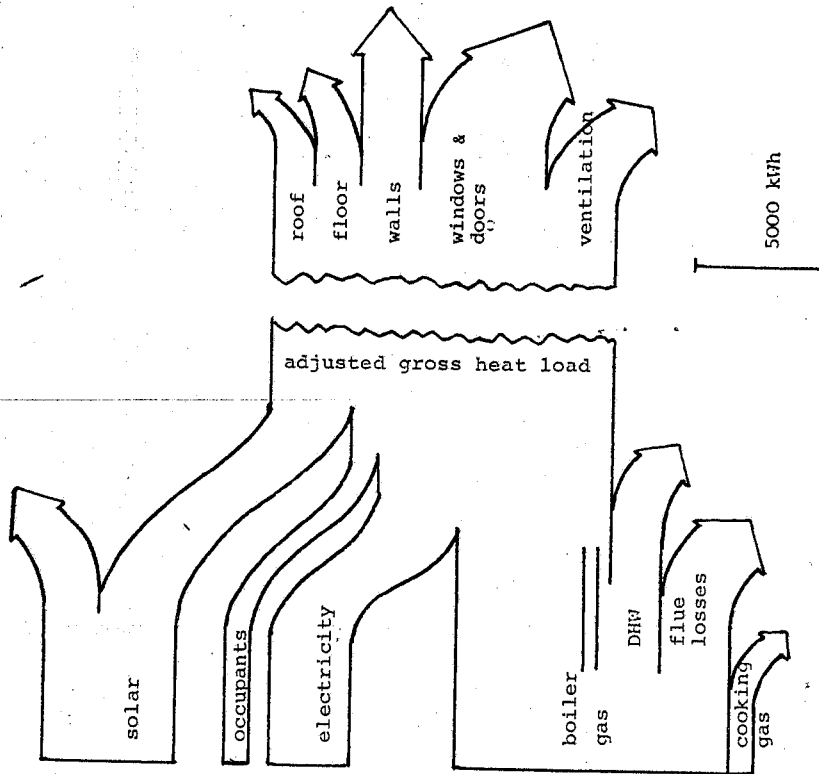 roof
floor
walls
windows &
doors
ventilation
5000 kWh
adjusted gross heat load
solar
occupants
electricity
boiler
gas
DHW
flue
losses
cooking
gas